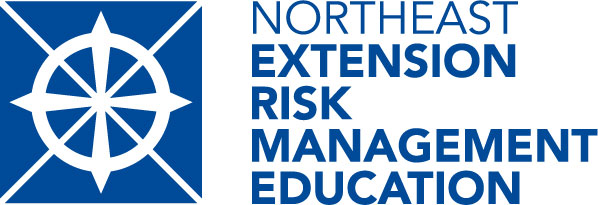 NORTHEAST
EXTENSION
RISK
MANAGEMENT
EDUCATION